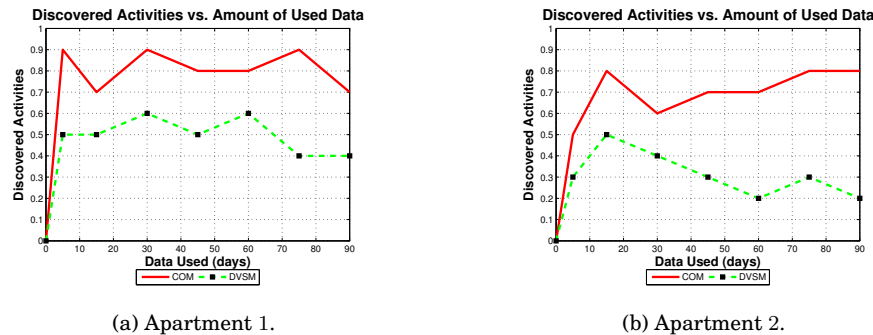 Discovered Activities vs. Amount of Used Data
Discovered Activities
1
0.9
0.8
0.7
0.6
0.5
0.4
0.3
0.2
0.1
0
0 10 20 30 40 50 60 70 80 90
Data Used (days)
COM DVSM
(a) Apartment 1.
Discovered Activities vs. Amount of Used Data
Discovered Activities
1
0.9
0.8
0.7
0.6
0.5
0.4
0.3
0.2
0.1
0
0 10 20 30 40 50 60 70 80 90
Data Used (days)
COM DVSM
(b) Apartment 2.